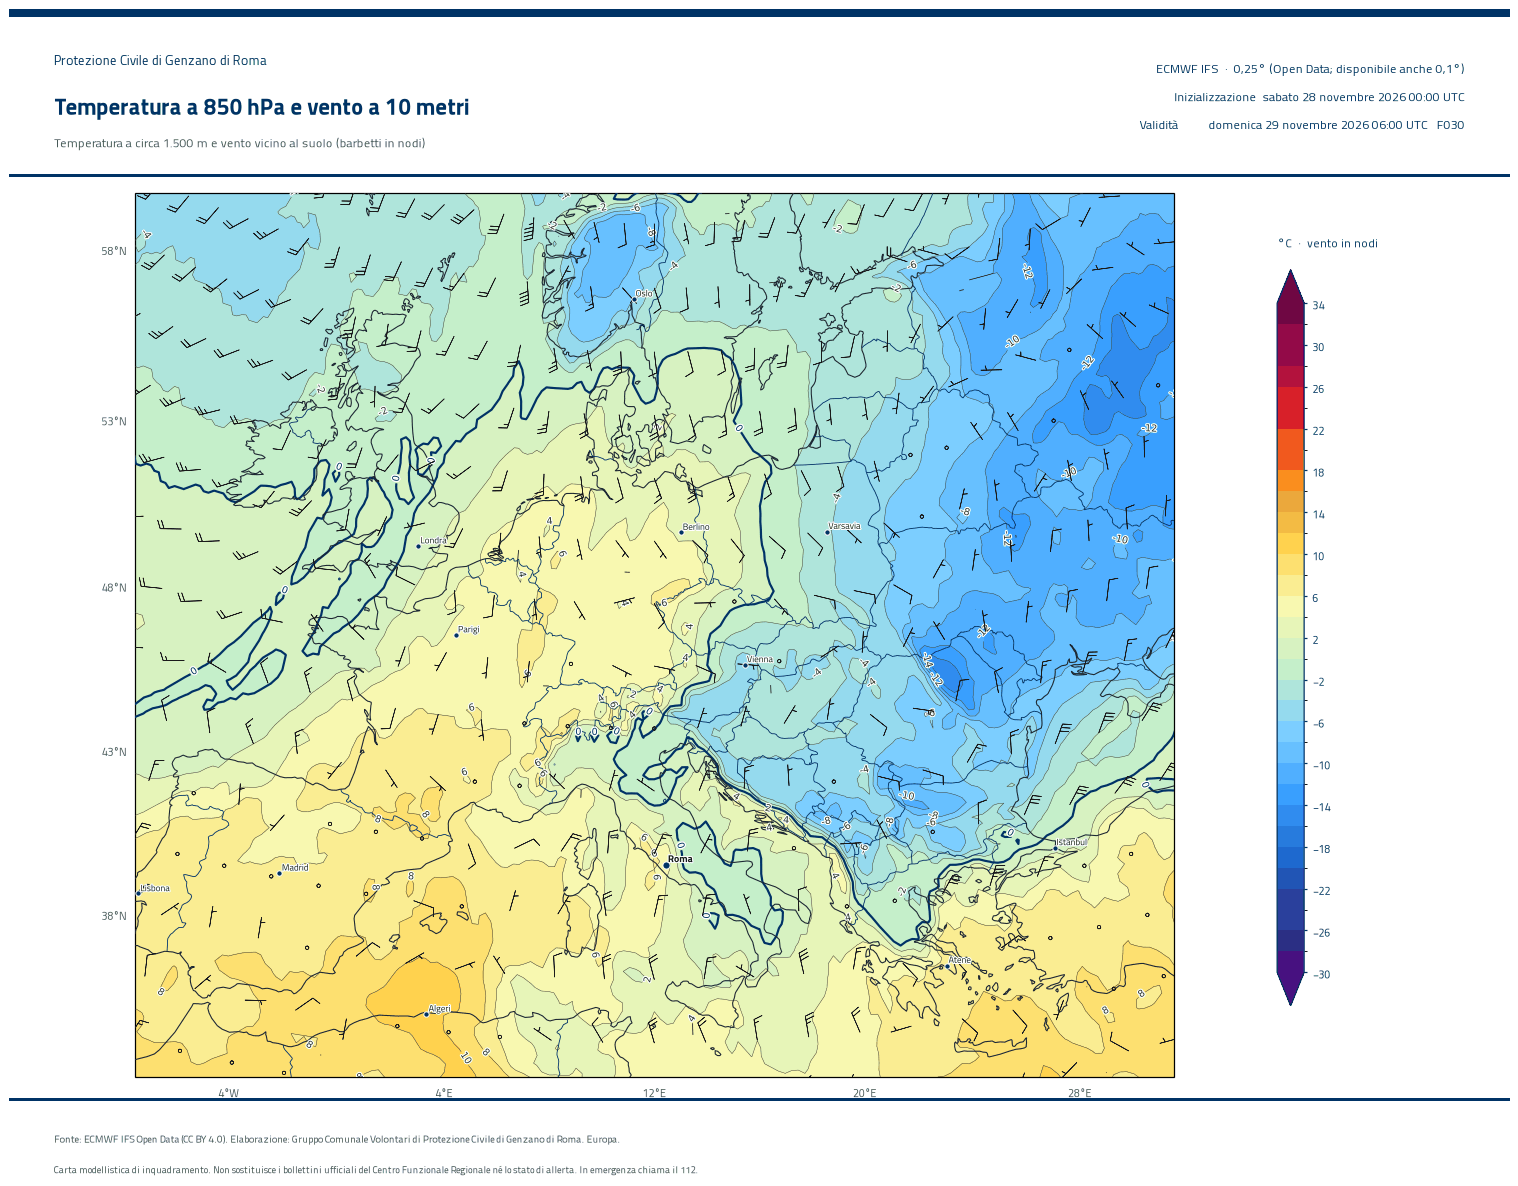 Protezione Civile di Genzano di Roma
Temperatura a 850 hPa e vento a 10 metri
Temperatura a circa 1.500 m e vento vicino al suolo (barbetti in nodi)
ECMWF IFS · 0,25° (Open Data; disponibile anche 0,1°)
Inizializzazione sabato 28 novembre 2026 00:00 UTC
Validità domenica 29 novembre 2026 06:00 UTC F030
°C · vento in nodi
34
30
26
22
18
14
10
6
2
−2
−6
−10
−14
−18
−22
−26
−30
58°N
53°N
48°N
43°N
38°N
4°W
4°E
12°E
20°E
28°E
Oslo
Berlino
Varsavia
Londra
Parigi
Vienna
Roma
Madrid
Lisbona
Istanbul
Atene
Algeri
Fonte: ECMWF IFS Open Data (CC BY 4.0). Elaborazione: Gruppo Comunale Volontari di Protezione Civile di Genzano di Roma. Europa.
Carta modellistica di inquadramento. Non sostituisce i bollettini ufficiali del Centro Funzionale Regionale né lo stato di allerta. In emergenza chiama il 112.